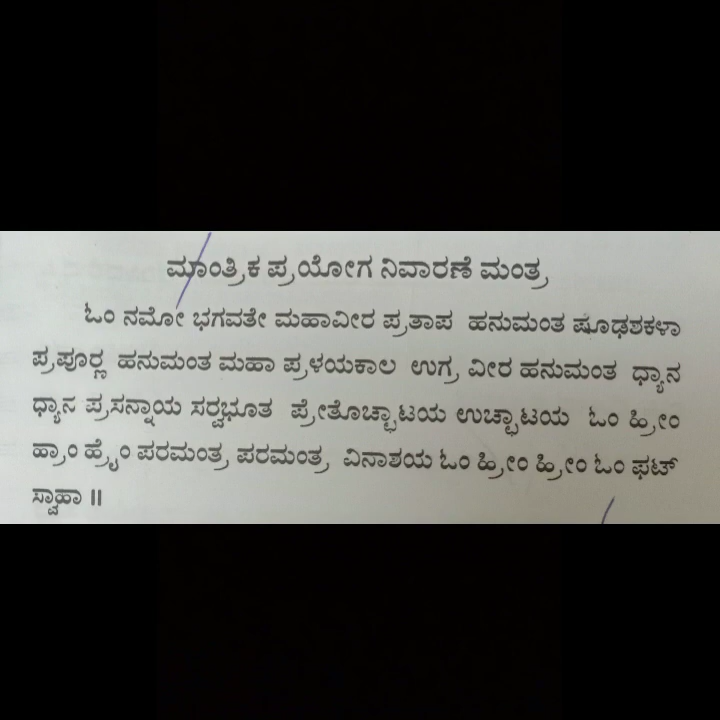 ಮಾಂತ್ರಿಕ ಪ್ರಯೋಗ ನಿವಾರಣೆ ಮಂತ್ರ
ಓಂ ನಮೋ ಭಗವತೇ ಮಹಾವೀರ ಪ್ರತಾಪ ಹನುಮಂತ ಷೂಢಶಕಳಾ
ಪ್ರಪೂರ್‍ಣ ಹನುಮಂತ ಮಹಾ ಪ್ರಳಯಕಾಲ ಉಗ್ರ ವೀರ ಹನುಮಂತ ಧ್ಯಾನ
ಧ್ಯಾನ ಪ್ರಸನ್ನಾಯ ಸರ್‍ವಭೂತ ಪ್ರೇತೊಚ್ಛಾಟಯ ಉಚ್ಛಾಟಯ ಓಂ ಹ್ರೀಂ
ಹ್ರಾಂ ಹ್ರೈಂ ಪರಮಂತ್ರ ಪರಮಂತ್ರ ವಿನಾಶಯ ಓಂ ಹ್ರೀಂ ಹ್ರೀಂ ಓಂ ಫಟ್
ಸ್ವಾಹಾ ||